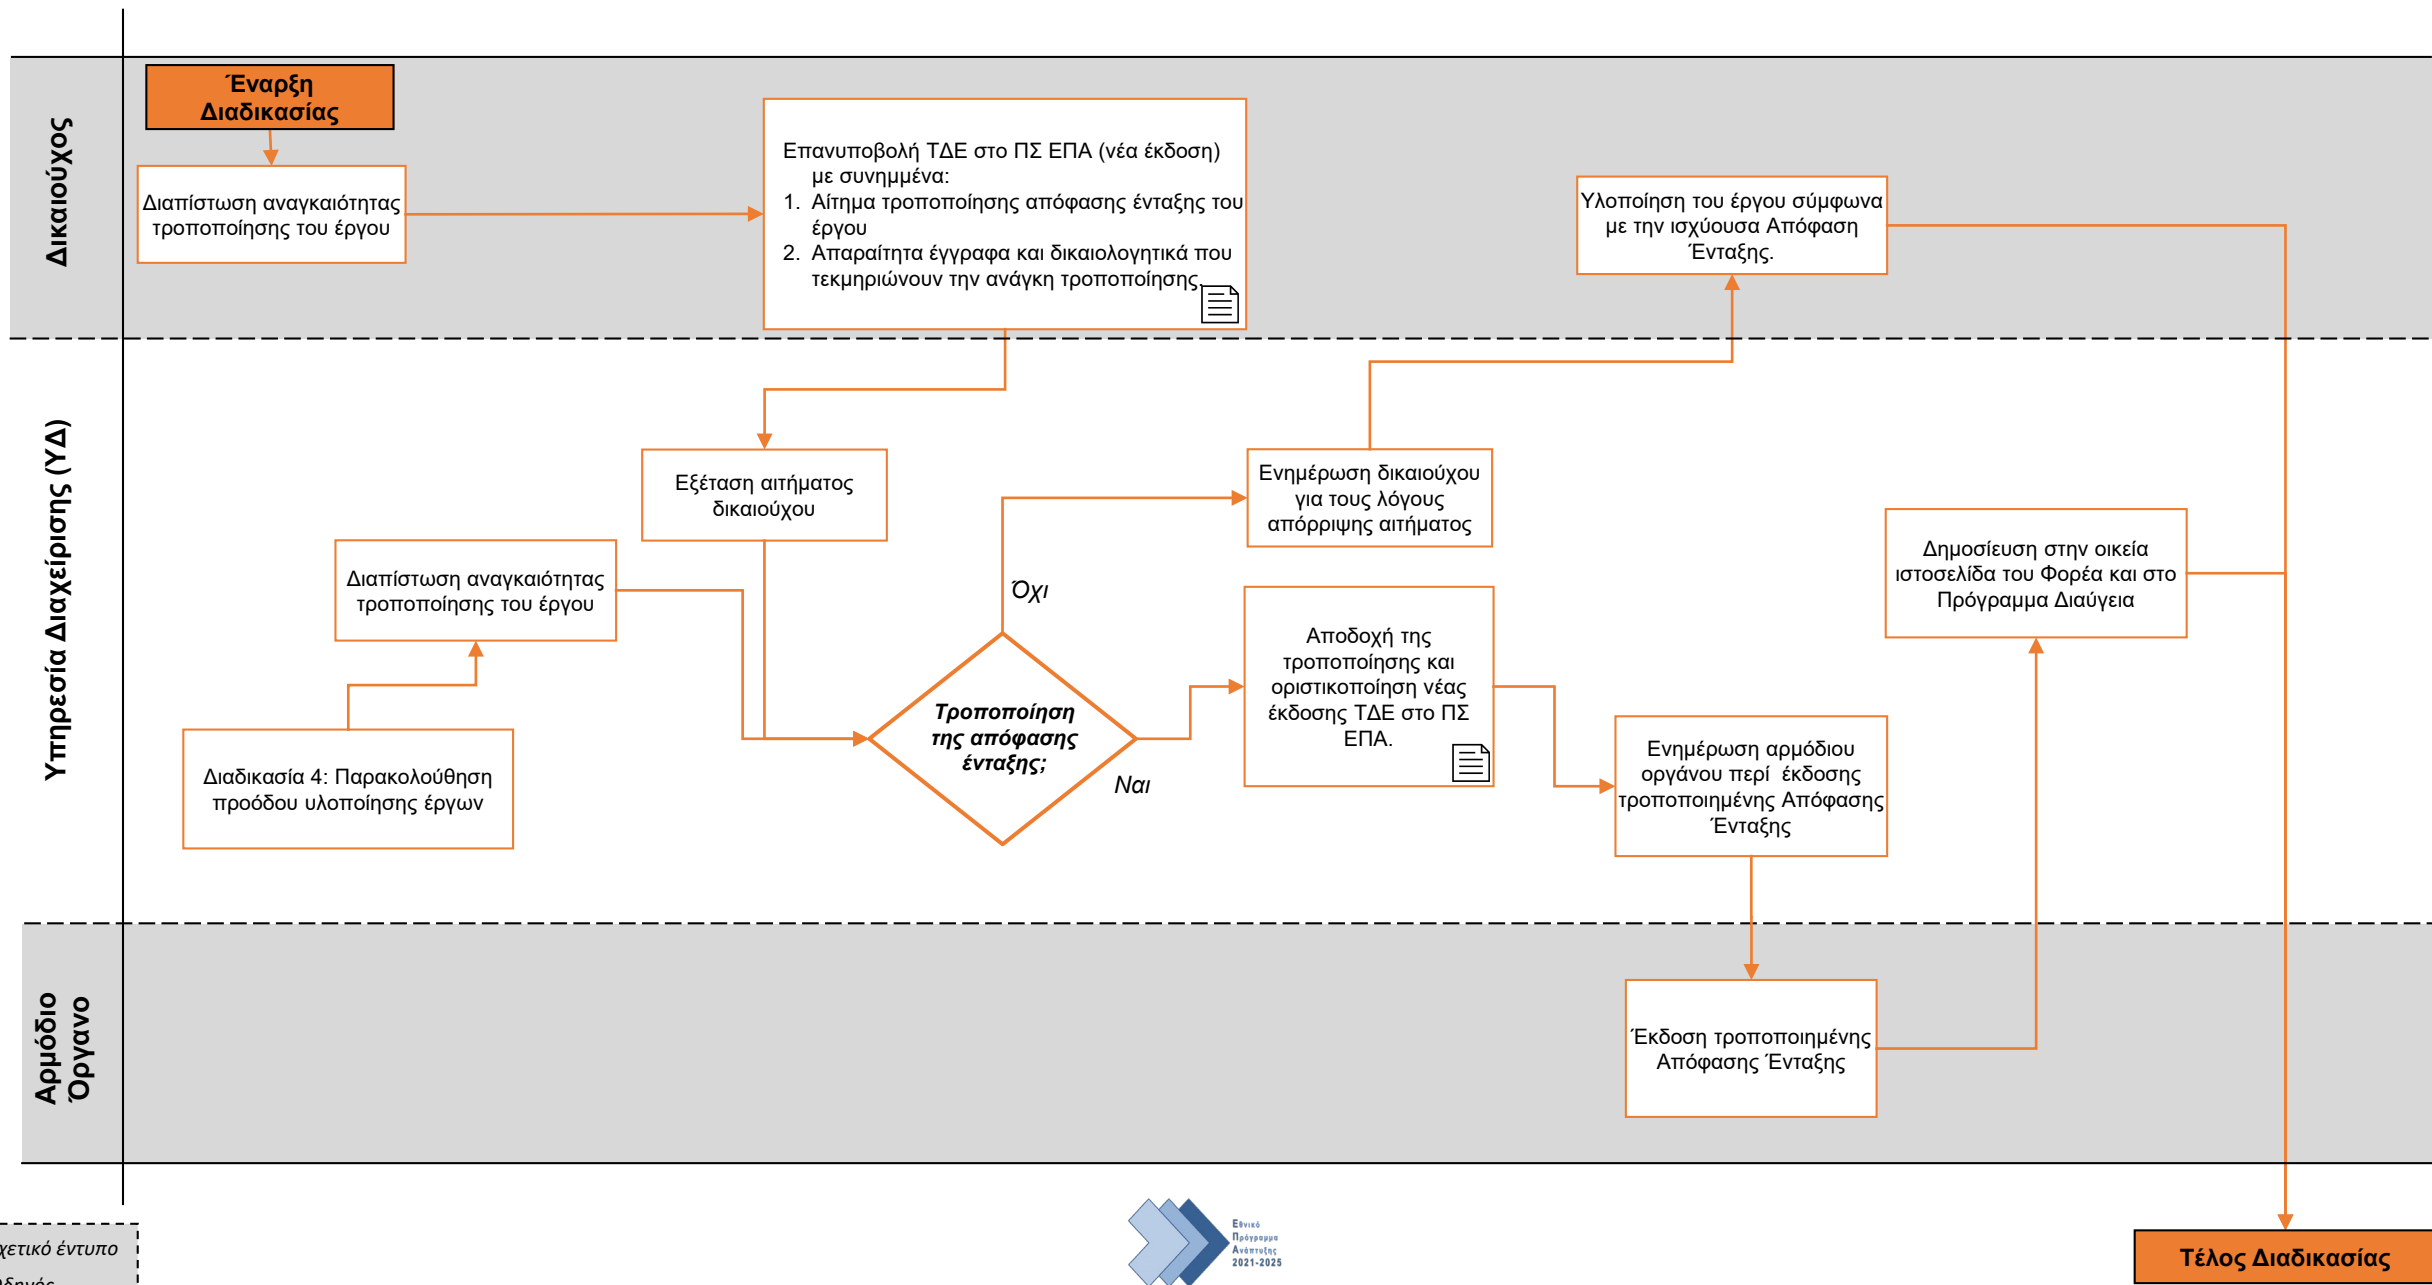 Έναρξη
Διαδικασίας
Δικαιούχος
Διαπίστωση αναγκαιότητας
τροποποίησης του έργου
Επανυποβολή ΤΔΕ στο ΠΣ ΕΠΑ (νέα έκδοση)
με συνημμένα:
1. Αίτημα τροποποίησης απόφασης ένταξης του
έργου
2. Απαραίτητα έγγραφα και δικαιολογητικά που
τεκμηριώνουν την ανάγκη τροποποίησης.
Υλοποίηση του έργου σύμφωνα
με την ισχύουσα Απόφαση
Ένταξης.
Υπηρεσία Διαχείρισης (ΥΔ)
Εξέταση αιτήματος
δικαιούχου
Διαπίστωση αναγκαιότητας
τροποποίησης του έργου
Διαδικασία 4: Παρακολούθηση
προόδου υλοποίησης έργων
Τροποποίηση
της απόφασης
ένταξης;
Όχι
Ναι
Ενημέρωση δικαιούχου
για τους λόγους
απόρριψης αιτήματος
Αποδοχή της
τροποποίησης και
οριστικοποίηση νέας
έκδοσης ΤΔΕ στο ΠΣ
ΕΠΑ.
Ενημέρωση αρμόδιου
οργάνου περί έκδοσης
τροποποιημένης Απόφασης
Ένταξης
Δημοσίευση στην οικεία
ιστοσελίδα του Φορέα και στο
Πρόγραμμα Διαύγεια
Αρμόδιο
Όργανο
Έκδοση τροποποιημένης
Απόφασης Ένταξης
χετικό έντυπο
Εθνικό
Πρόγραμμα
Ανάπτυξης
2021-2025
Τέλος Διαδικασίας